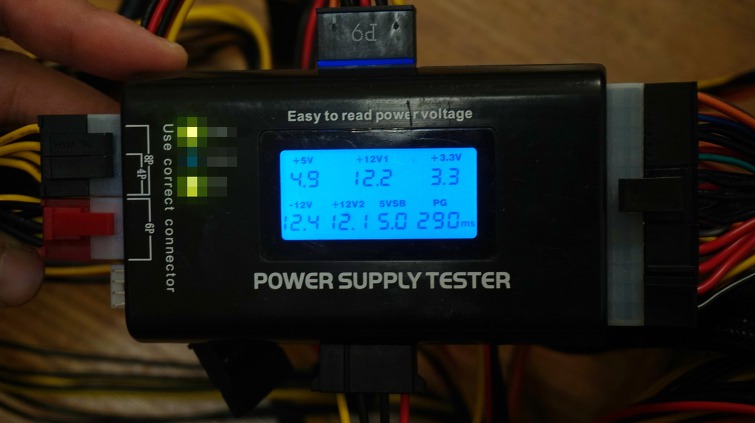 P9
Easy to read power voltage
+5V +12V1 +3.3V
4.9 12.2 3.3
-12V +12V2 5VSB PG
12.4 12.1 5.0 290ms
POWER SUPPLY TESTER
Use correct connector
8P
4P
6P